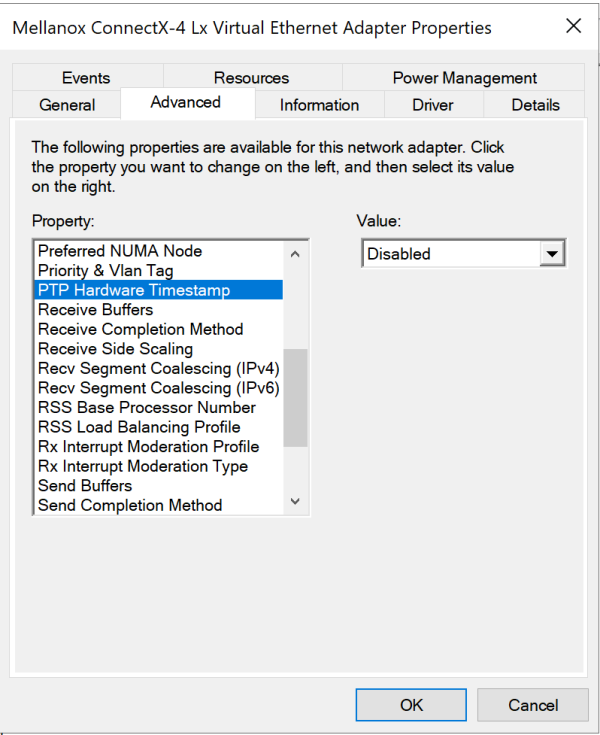 Mellanox ConnectX-4 Lx Virtual Ethernet Adapter Properties
Events Resources Power Management
General Advanced Information Driver Details
The following properties are available for this network adapter. Click
the property you want to change on the left, and then select its value
on the right.
Property: Value:
Preferred NUMA Node
Disabled
Priority & Vlan Tag
PTP Hardware Timestamp
Receive Buffers
Receive Completion Method
Receive Side Scaling
Recv Segment Coalescing (IPv4)
Recv Segment Coalescing (IPv6)
RSS Base Processor Number
RSS Load Balancing Profile
Rx Interrupt Moderation Profile
Rx Interrupt Moderation Type
Send Buffers
Send Completion Method
OK Cancel